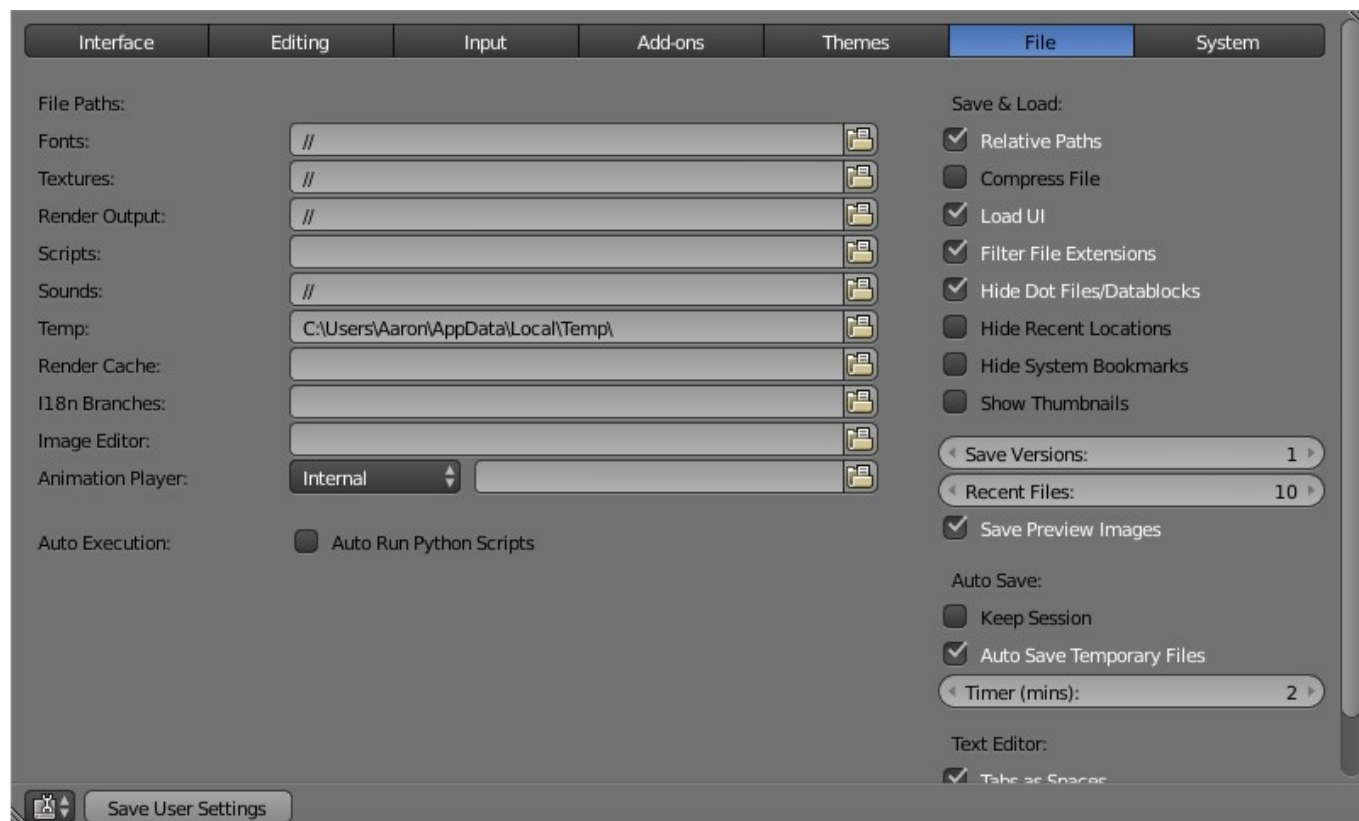 Interface Editing Input Add-ons Themes File System
File Paths:
Fonts: //
Textures: //
Render Output: //
Scripts:
Sounds: //
Temp: C:\Users\Aaron\AppData\Local\Temp\
Render Cache:
I18n Branches:
Image Editor:
Animation Player: Internal
Auto Execution: Auto Run Python Scripts
Save & Load:
Relative Paths
Compress File
Load UI
Filter File Extensions
Hide Dot Files/Datablocks
Hide Recent Locations
Hide System Bookmarks
Show Thumbnails
Save Versions: 1
Recent Files: 10
Save Preview Images
Auto Save:
Keep Session
Auto Save Temporary Files
Timer (mins): 2
Text Editor:
Tabs as Spaces
Save User Settings